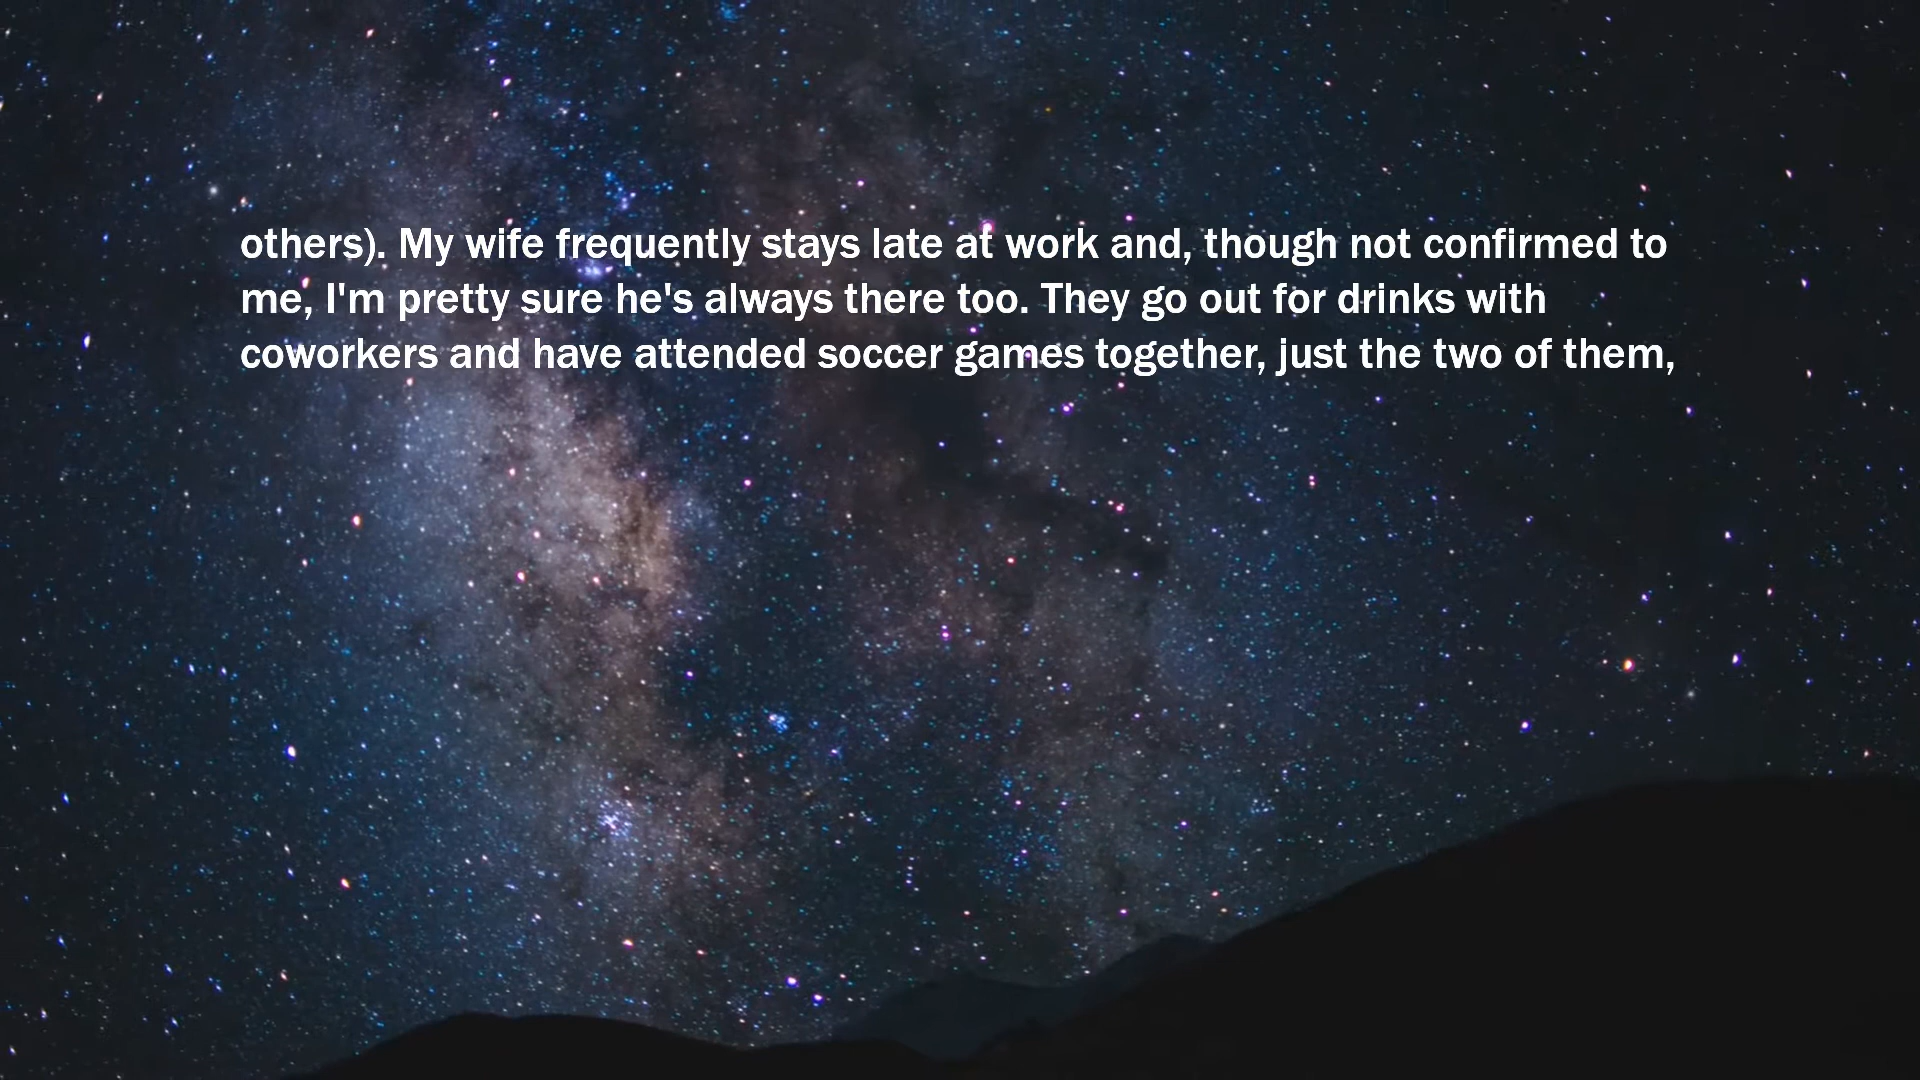 others). My wife frequently stays late at work and, though not confirmed to
me, I'm pretty sure he's always there too. They go out for drinks with
coworkers and have attended soccer games together, just the two of them,